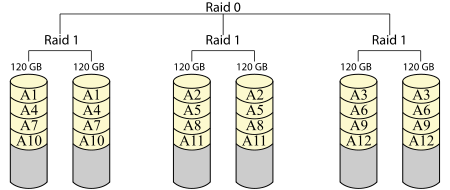 Raid 0
Raid 1 Raid 1 Raid 1
120 GB 120 GB 120 GB 120 GB 120 GB 120 GB
A1 A1 A2 A2 A3 A3
A4 A4 A5 A5 A6 A6
A7 A7 A8 A8 A9 A9
A10 A10 A11 A11 A12 A12